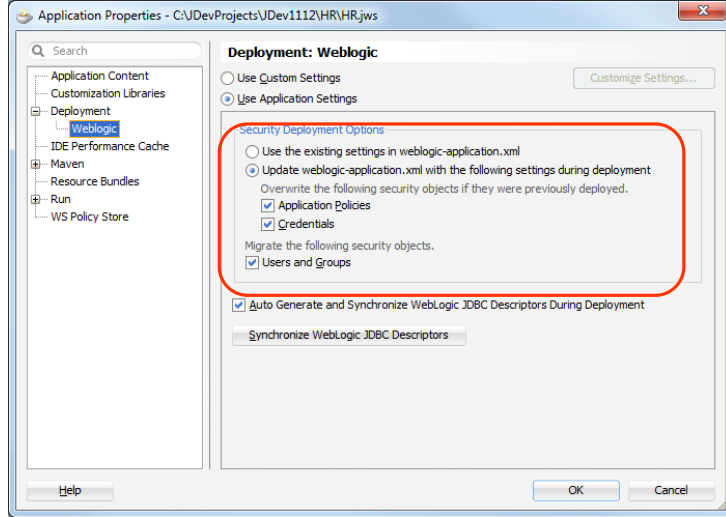 Application Properties - C:\JDevProjects\JDev1112\HR\HR.jws
Search
Application Content
Customization Libraries
Deployment
Weblogic
IDE Performance Cache
Maven
Resource Bundles
Run
WS Policy Store
Deployment: Weblogic
Use Custom Settings
Customize Settings...
Use Application Settings
Security Deployment Options
Use the existing settings in weblogic-application.xml
Update weblogic-application.xml with the following settings during deployment
Overwrite the following security objects if they were previously deployed.
Application Policies
Credentials
Migrate the following security objects.
Users and Groups
Auto Generate and Synchronize WebLogic JDBC Descriptors During Deployment
Synchronize WebLogic JDBC Descriptors
Help
OK
Cancel